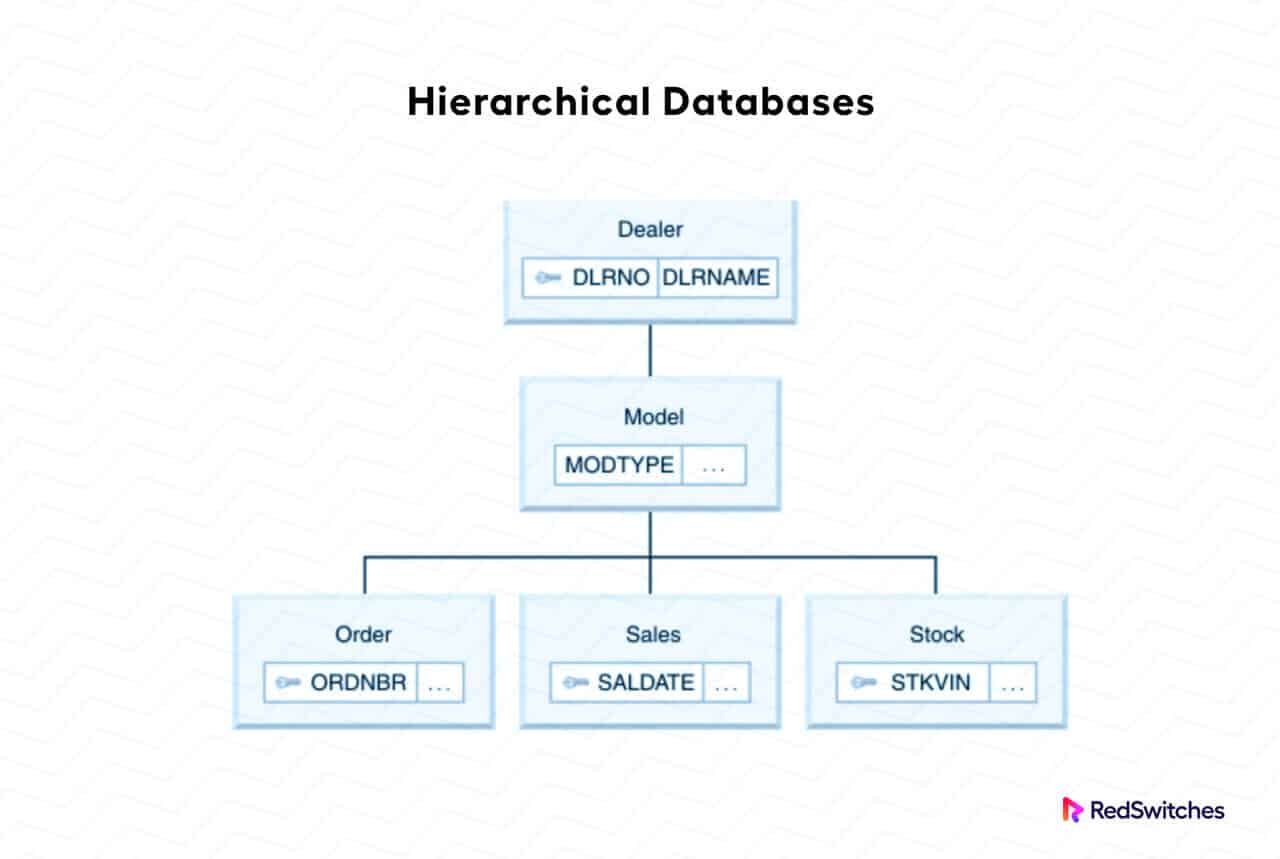 Hierarchical Databases
Dealer
DLRNO DLRNAME
Model
MODTYPE ...
Order Sales Stock
ORDNBR ... SALDATE ... STKVIN ...
RedSwitches